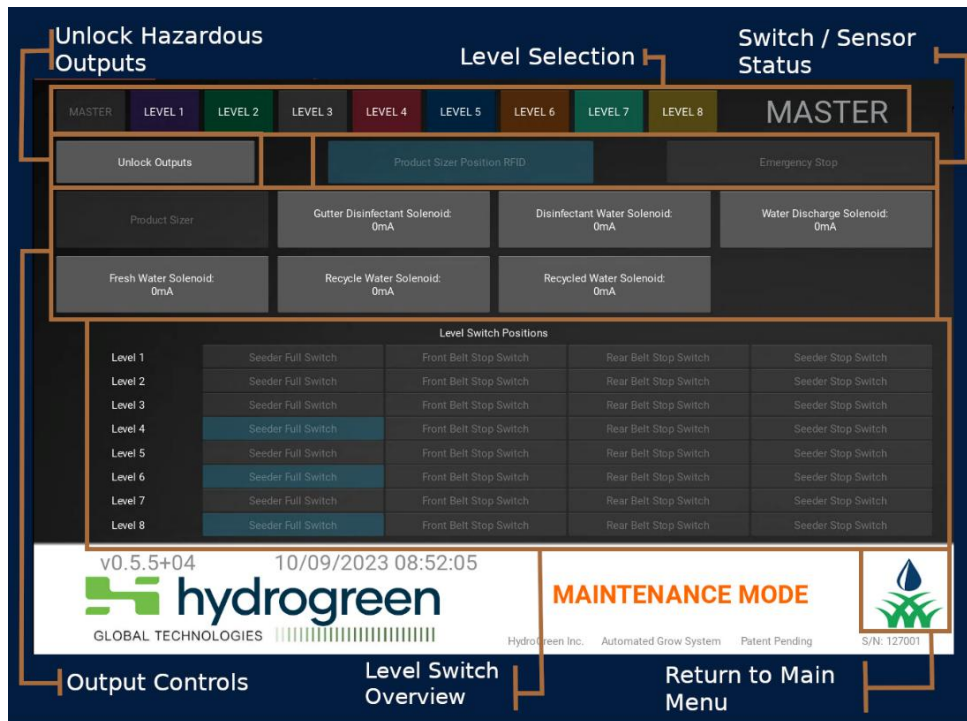 Unlock Hazardous
Outputs
Level Selection
Switch / Sensor
Status
MASTER LEVEL 1 LEVEL 2 LEVEL 3 LEVEL 4 LEVEL 5 LEVEL 6 LEVEL 7 LEVEL 8 MASTER
Unlock Outputs Product Sizer Position RFID Emergency Stop
Product Sizer Gutter Disinfectant Solenoid: Disinfectant Water Solenoid: Water Discharge Solenoid:
0mA 0mA 0mA
Fresh Water Solenoid: Recycle Water Solenoid: Recycled Water Solenoid:
0mA 0mA 0mA
Level Switch Positions
Level 1 Seeder Full Switch Front Belt Stop Switch Rear Belt Stop Switch Seeder Stop Switch
Level 2 Seeder Full Switch Front Belt Stop Switch Rear Belt Stop Switch Seeder Stop Switch
Level 3 Seeder Full Switch Front Belt Stop Switch Rear Belt Stop Switch Seeder Stop Switch
Level 4 Seeder Full Switch Front Belt Stop Switch Rear Belt Stop Switch Seeder Stop Switch
Level 5 Seeder Full Switch Front Belt Stop Switch Rear Belt Stop Switch Seeder Stop Switch
Level 6 Seeder Full Switch Front Belt Stop Switch Rear Belt Stop Switch Seeder Stop Switch
Level 7 Seeder Full Switch Front Belt Stop Switch Rear Belt Stop Switch Seeder Stop Switch
Level 8 Seeder Full Switch Front Belt Stop Switch Rear Belt Stop Switch Seeder Stop Switch
v0.5.5+04 10/09/2023 08:52:05
hydrogreen
GLOBAL TECHNOLOGIES
MAINTENANCE MODE
HydroGreen Inc. Automated Grow System Patent Pending S/N: 127001
Output Controls
Level Switch
Overview
Return to Main
Menu